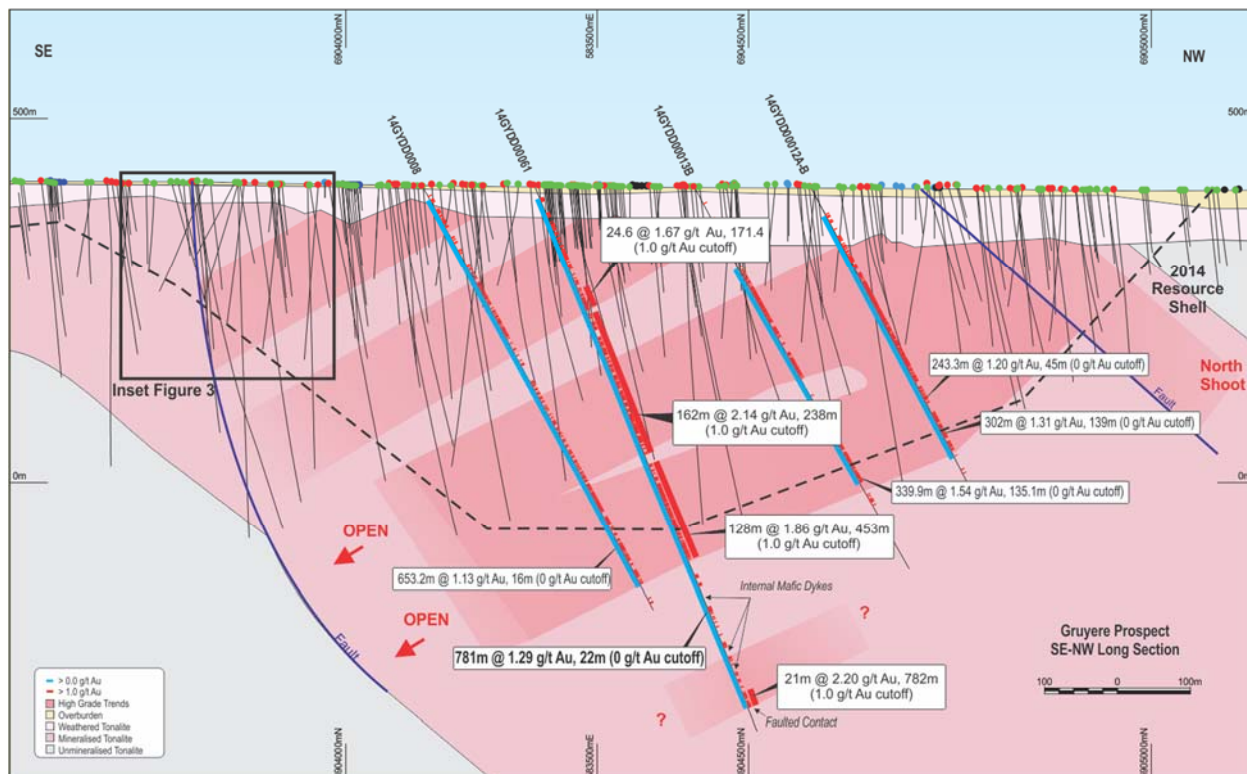 6904000mN
583500mE
6904500mN
6905000mN
SE
NW
500m
500m
14GYDD0008
14GYDD00061
14GYDD00013B
14GYDD00012A-B
24.6 @ 1.67 g/t Au, 171.4
(1.0 g/t Au cutoff)
2014
Resource
Shell
243.3m @ 1.20 g/t Au, 45m (0 g/t Au cutoff)
North
Shoot
Inset Figure 3
Fault
162m @ 2.14 g/t Au, 238m
(1.0 g/t Au cutoff)
302m @ 1.31 g/t Au, 139m (0 g/t Au cutoff)
0m
0m
339.9m @ 1.54 g/t Au, 135.1m (0 g/t Au cutoff)
OPEN
128m @ 1.86 g/t Au, 453m
(1.0 g/t Au cutoff)
653.2m @ 1.13 g/t Au, 16m (0 g/t Au cutoff)
Internal Mafic Dykes
OPEN
?
Fault
781m @ 1.29 g/t Au, 22m (0 g/t Au cutoff)
Gruyere Prospect
SE-NW Long Section
100
0
100m
21m @ 2.20 g/t Au, 782m
(1.0 g/t Au cutoff)
?
Faulted Contact
> 0.0 g/t Au
> 1.0 g/t Au
High Grade Trends
Overburden
Weathered Tonalite
Mineralised Tonalite
Unmineralised Tonalite
6904000mN
583500mE
6904500mN
6905000mN